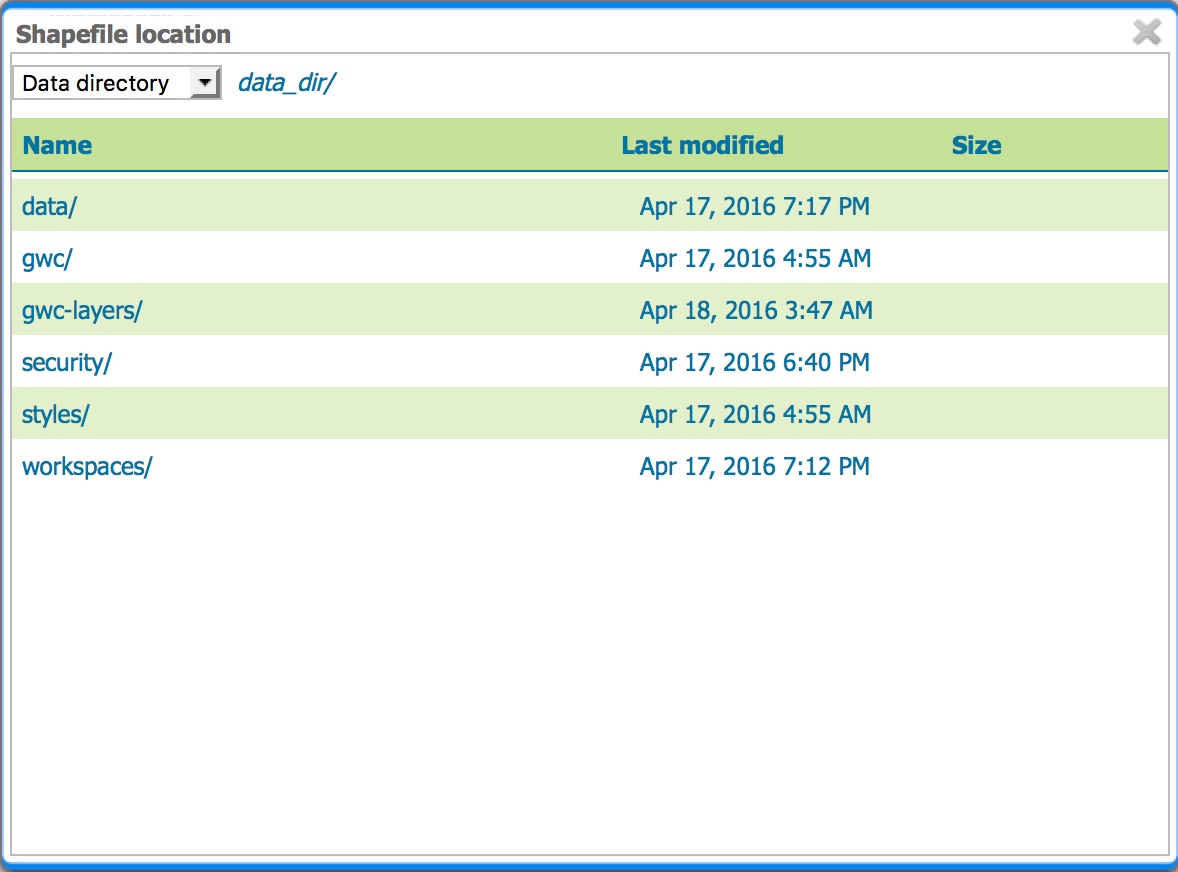 Shapefile location
Data directory data_dir/
Name Last modified Size
data/ Apr 17, 2016 7:17 PM
gwc/ Apr 17, 2016 4:55 AM
gwc-layers/ Apr 18, 2016 3:47 AM
security/ Apr 17, 2016 6:40 PM
styles/ Apr 17, 2016 4:55 AM
workspaces/ Apr 17, 2016 7:12 PM